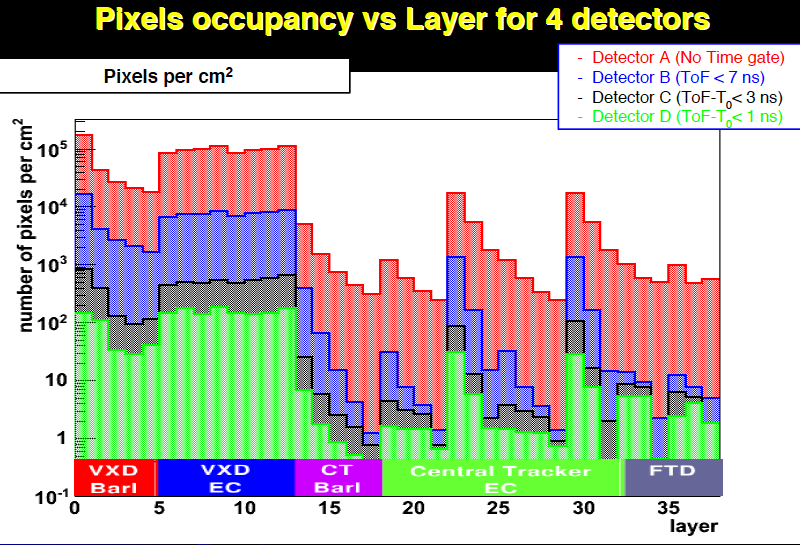 Pixels occupancy vs Layer for 4 detectors
Pixels per cm²
- Detector A (No Time gate)
- Detector B (ToF < 7 ns)
- Detector C (ToF-T₀< 3 ns)
- Detector D (ToF-T₀< 1 ns)
number of pixels per cm²
10⁵
10⁴
10³
10²
10
1
10⁻¹
VXD Barl
VXD EC
CT Barl
Central Tracker EC
FTD
0 5 10 15 20 25 30 35
layer